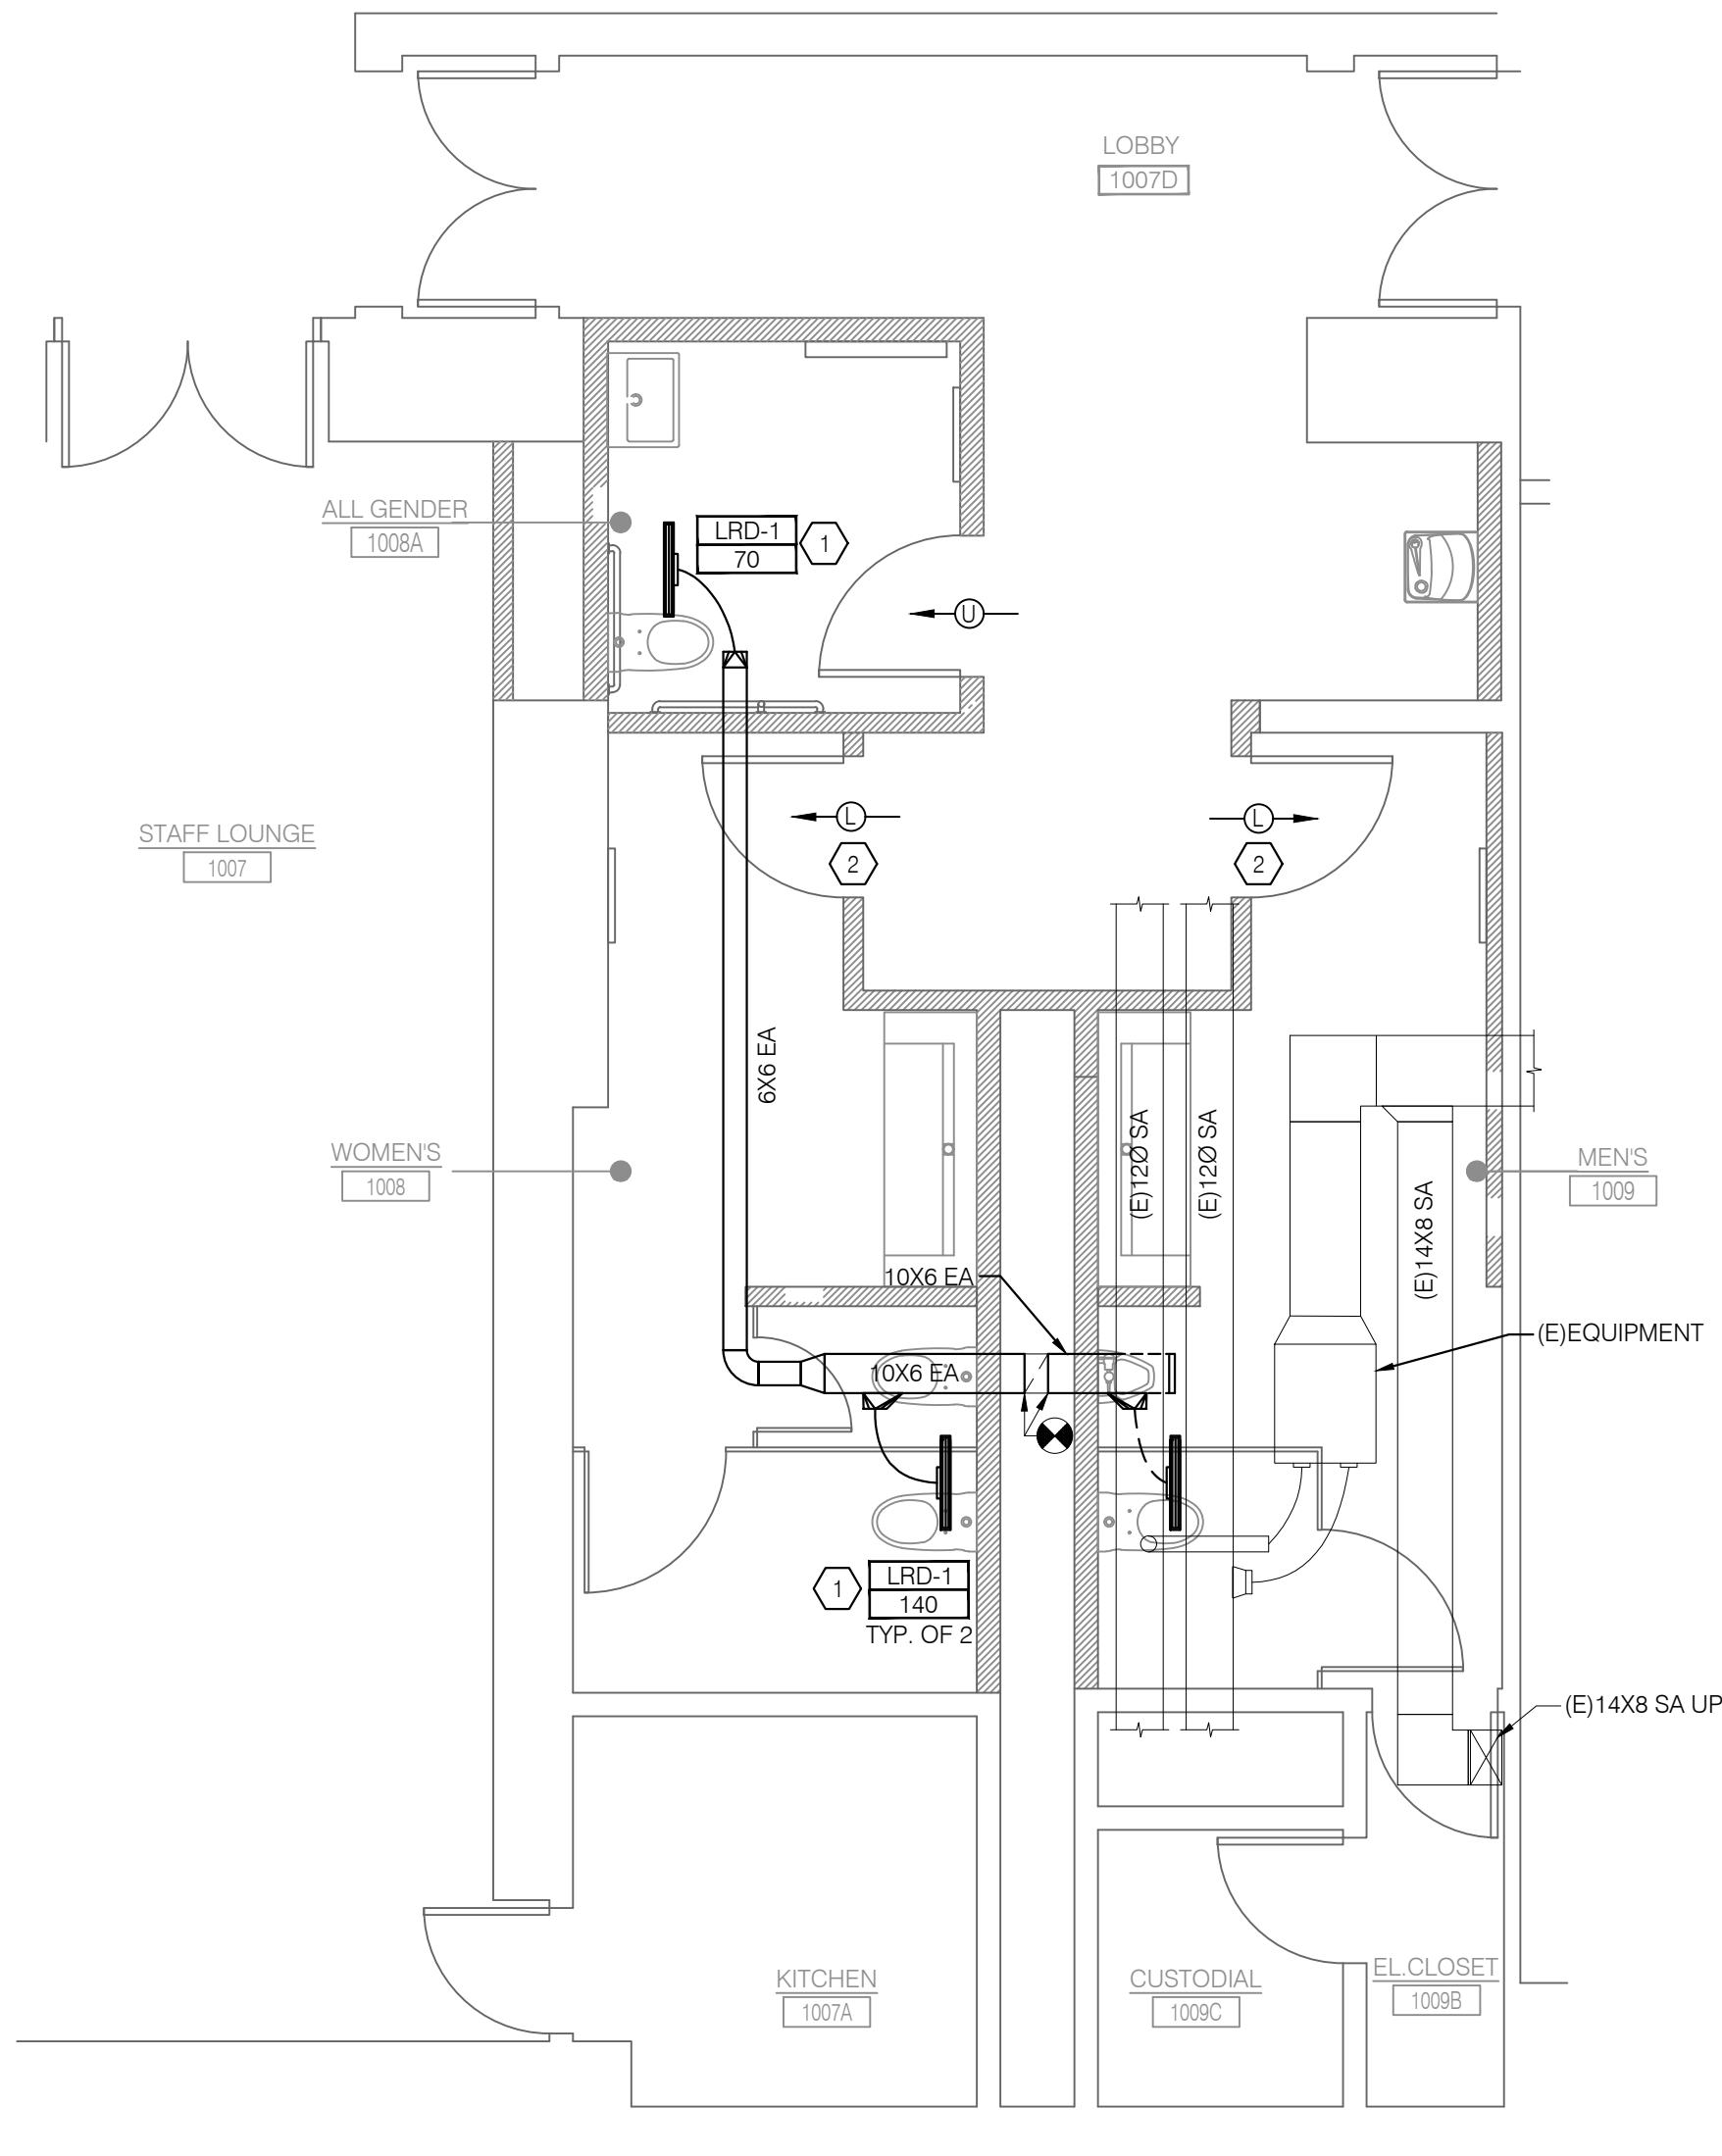 LOBBY
1007D
ALL GENDER
1008A
LRD-1
70
1
U
STAFF LOUNGE
1007
L
2
L
2
6X6 EA
WOMEN'S
1008
(E)12Ø SA
(E)12Ø SA
(E)14X8 SA
MEN'S
1009
10X6 EA
(E)EQUIPMENT
10X6 EA
1
LRD-1
140
TYP. OF 2
(E)14X8 SA UP
KITCHEN
1007A
CUSTODIAL
1009C
EL.CLOSET
1009B